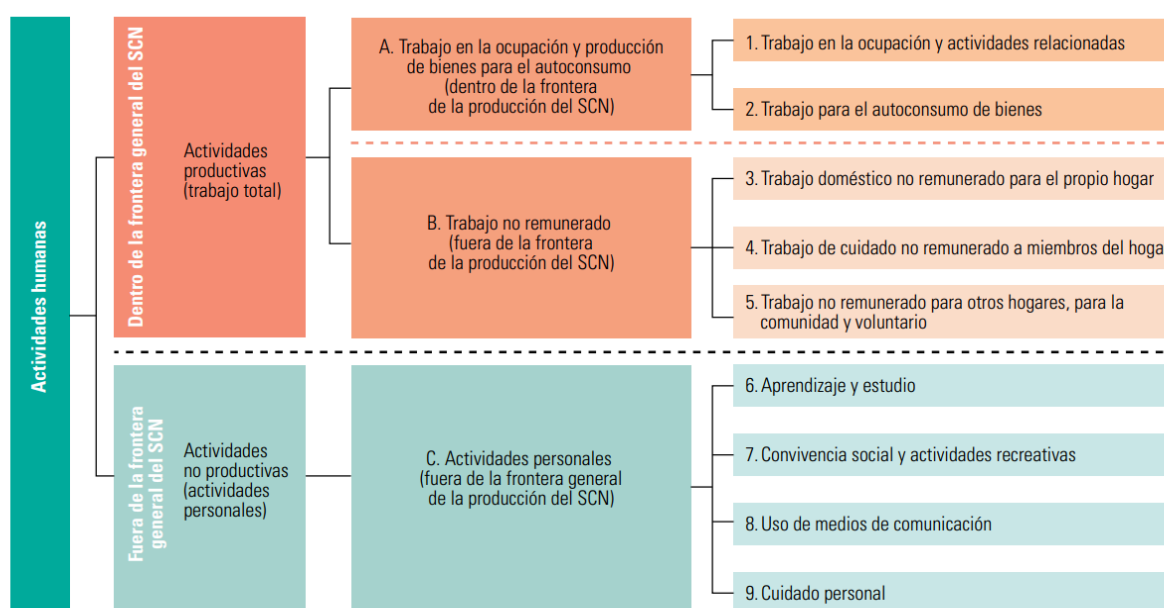 Actividades humanas
Dentro de la frontera general del SCN
Actividades
productivas
(trabajo total)
A. Trabajo en la ocupación y producción
de bienes para el autoconsumo
(dentro de la frontera
de la producción del SCN)
1. Trabajo en la ocupación y actividades relacionadas
2. Trabajo para el autoconsumo de bienes
B. Trabajo no remunerado
(fuera de la frontera
de la producción del SCN)
3. Trabajo doméstico no remunerado para el propio hogar
4. Trabajo de cuidado no remunerado a miembros del hoga
5. Trabajo no remunerado para otros hogares, para la
comunidad y voluntario
Fuera de la frontera
general del SCN
Actividades
no productivas
(actividades
personales)
C. Actividades personales
(fuera de la frontera general
de la producción del SCN)
6. Aprendizaje y estudio
7. Convivencia social y actividades recreativas
8. Uso de medios de comunicación
9. Cuidado personal